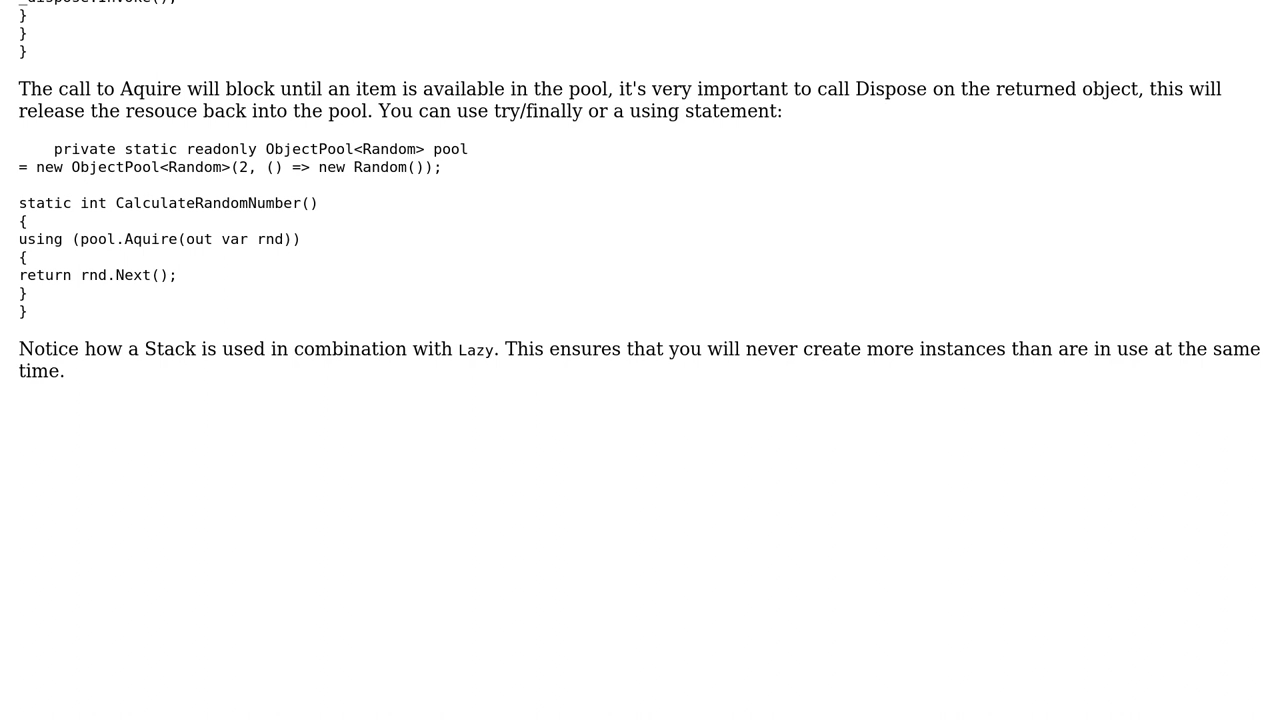 _dispose.Invoke();
}
}
}
The call to Aquire will block until an item is available in the pool, it's very important to call Dispose on the returned object, this will
release the resouce back into the pool. You can use try/finally or a using statement:
private static readonly ObjectPool<Random> pool
= new ObjectPool<Random>(2, () => new Random());
static int CalculateRandomNumber()
{
using (pool.Aquire(out var rnd))
{
return rnd.Next();
}
}
Notice how a Stack is used in combination with Lazy. This ensures that you will never create more instances than are in use at the same
time.